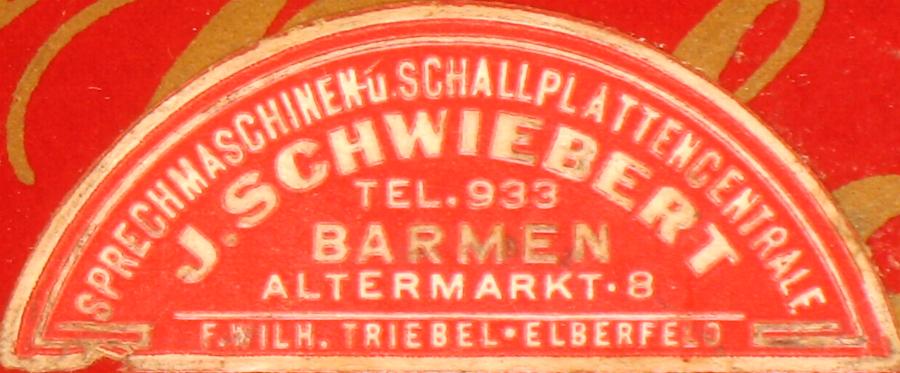 SPRECHMASCHINEN-U.SCHALLPLATTENCENTRALE
J. SCHWIEBERT
TEL. 933
BARMEN
ALTERMARKT·8
F. WILH. TRIEBEL·ELBERFELD